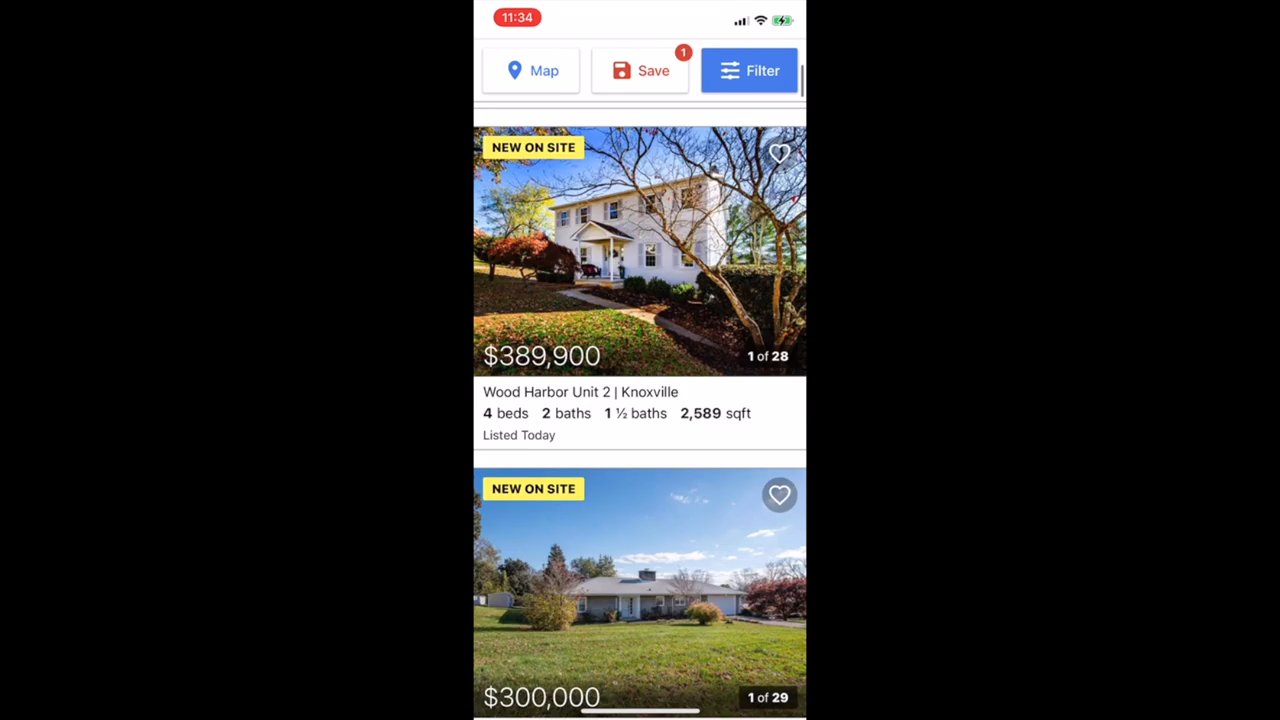 11:34
Map
Save
1
Filter
NEW ON SITE
$389,900
1 of 28
Wood Harbor Unit 2 | Knoxville
4 beds 2 baths 1 ½ baths 2,589 sqft
Listed Today
NEW ON SITE
$300,000
1 of 29